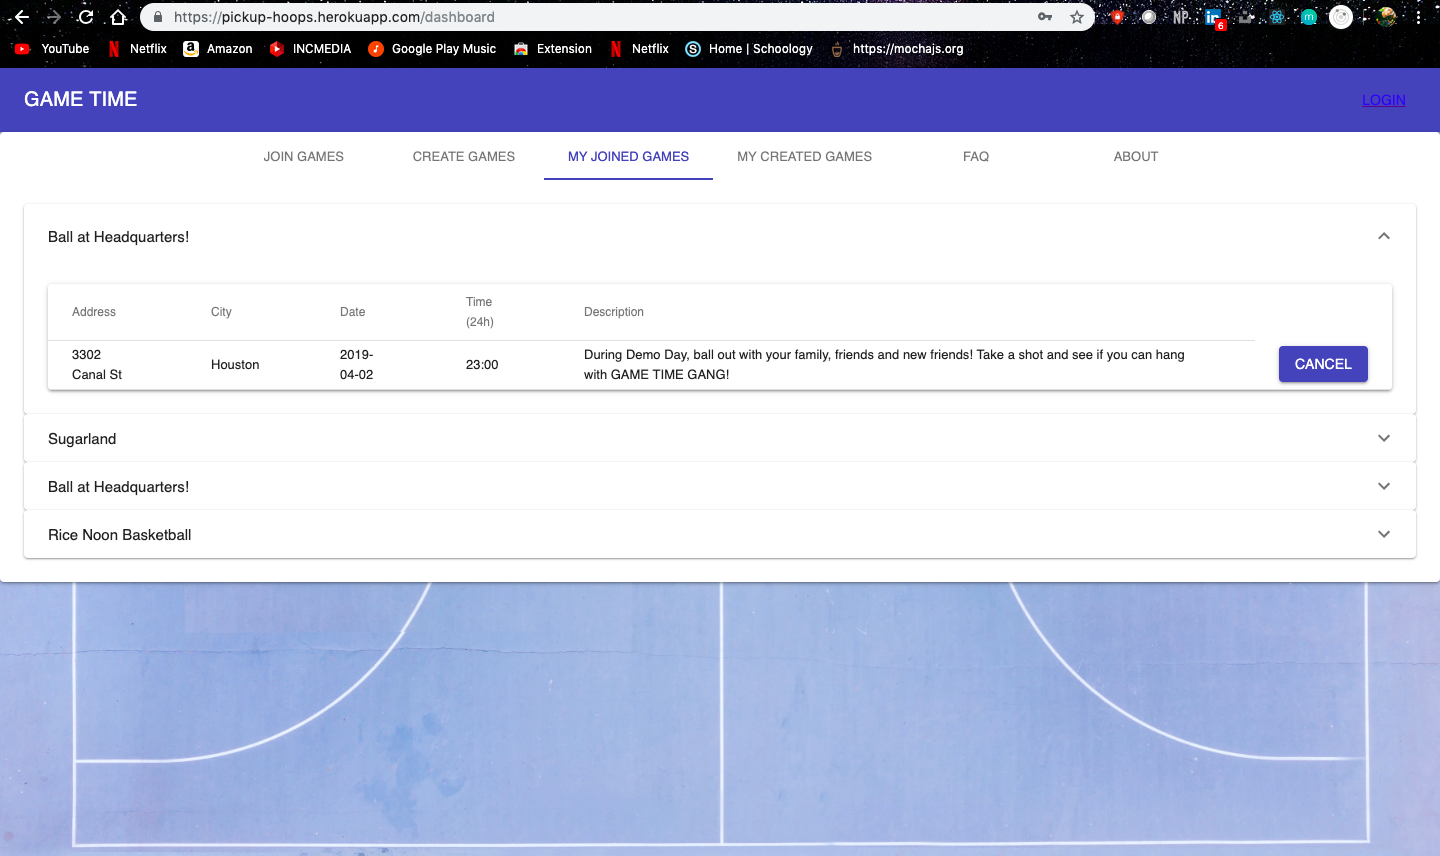 https://pickup-hoops.herokuapp.com/dashboard
NP.
m
6
YouTube Netflix Amazon INCMEDIA Google Play Music Extension Netflix Home | Schoology https://mochajs.org
GAME TIME
LOGIN
JOIN GAMES CREATE GAMES MY JOINED GAMES MY CREATED GAMES FAQ ABOUT
Ball at Headquarters!
Address City Date Time (24h) Description
3302 Canal St
Houston
2019-04-02
23:00
During Demo Day, ball out with your family, friends and new friends! Take a shot and see if you can hang
with GAME TIME GANG!
CANCEL
Sugarland
Ball at Headquarters!
Rice Noon Basketball